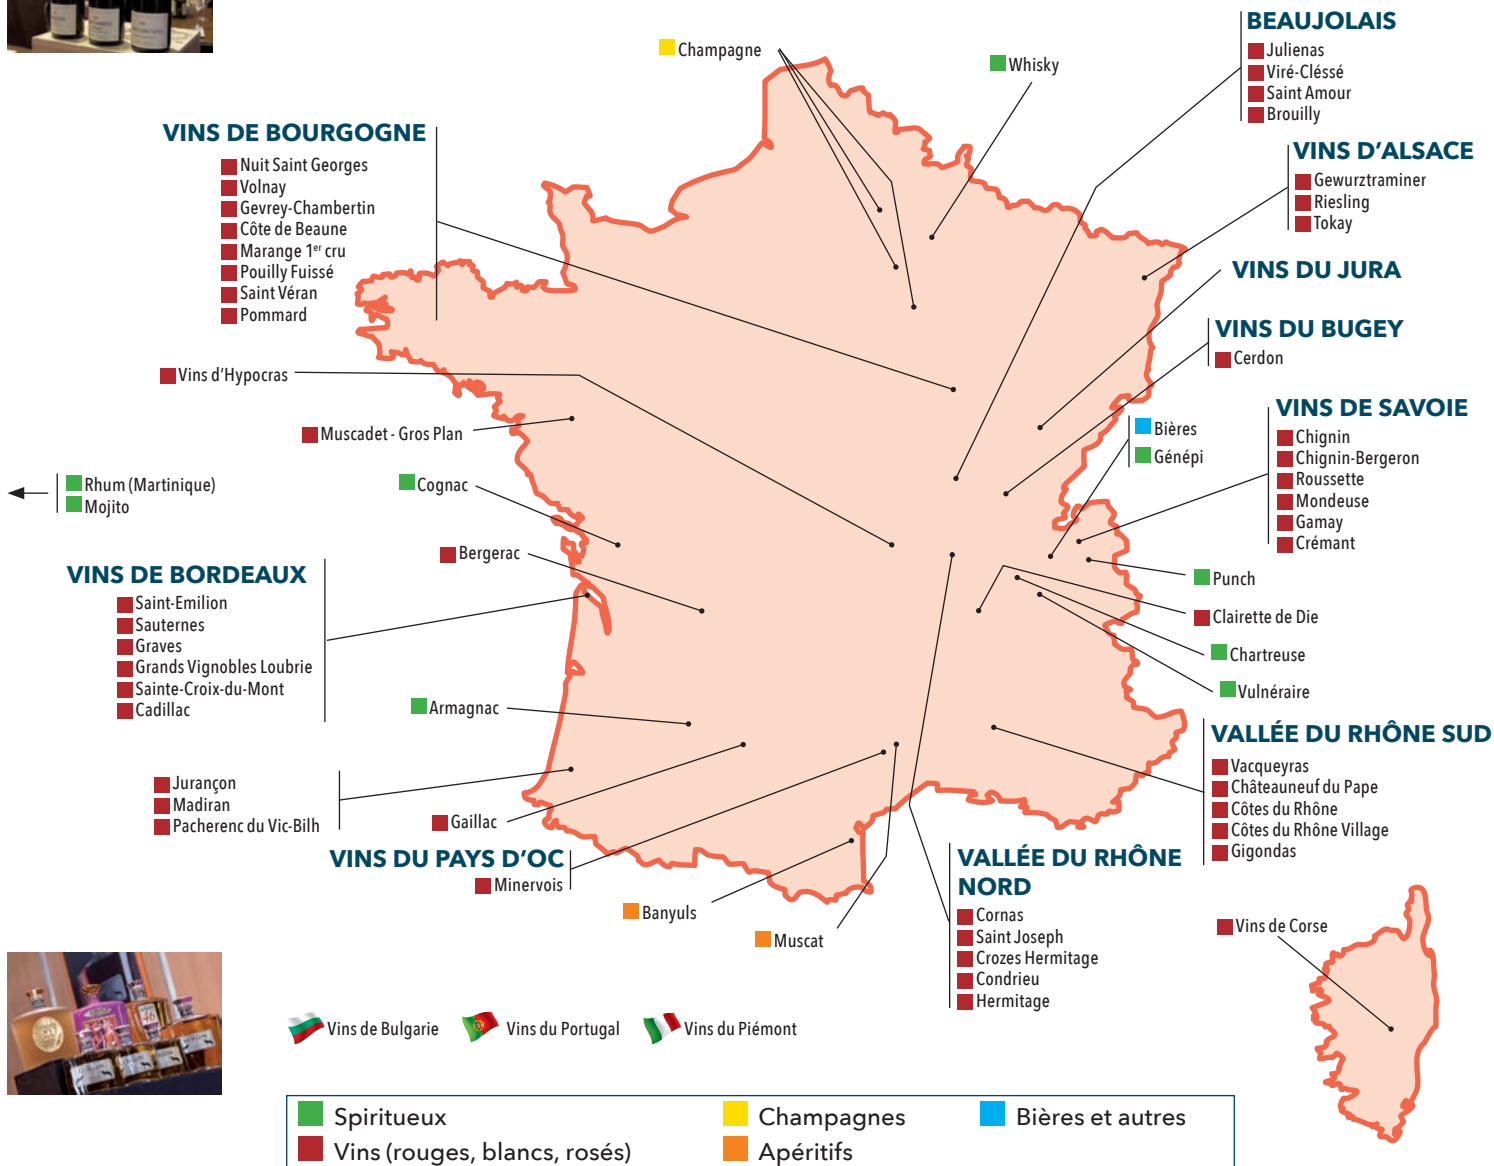 Champagne
Whisky
BEAUJOLAIS
Julienas
Viré-Cléssé
Saint Amour
Brouilly
VINS DE BOURGOGNE
Nuit Saint Georges
Volnay
Gevrey-Chambertin
Côte de Beaune
Marange 1er cru
Pouilly Fuissé
Saint Véran
Pommard
VINS D'ALSACE
Gewurztraminer
Riesling
Tokay
VINS DU JURA
VINS DU BUGEY
Cerdon
Vins d'Hypocras
Muscadet - Gros Plan
Bières
Génépi
VINS DE SAVOIE
Chignin
Chignin-Bergeron
Roussette
Mondeuse
Gamay
Crémant
Rhum (Martinique)
Mojito
Cognac
Bergerac
VINS DE BORDEAUX
Saint-Emilion
Sauternes
Graves
Grands Vignobles Loubrie
Sainte-Croix-du-Mont
Cadillac
Punch
Clairette de Die
Chartreuse
Vulnéraire
Armagnac
Jurançon
Madiran
Pacherenc du Vic-Bilh
Gaillac
VINS DU PAYS D'OC
Minervois
Banyuls
Muscat
VALLÉE DU RHÔNE SUD
Vacqueyras
Châteauneuf du Pape
Côtes du Rhône
Côtes du Rhône Village
Gigondas
VALLÉE DU RHÔNE
NORD
Cornas
Saint Joseph
Crozes Hermitage
Condrieu
Hermitage
Vins de Corse
46
Vins de Bulgarie
Vins du Portugal
Vins du Piémont
Spiritueux
Champagnes
Bières et autres
Vins (rouges, blancs, rosés)
Apéritifs